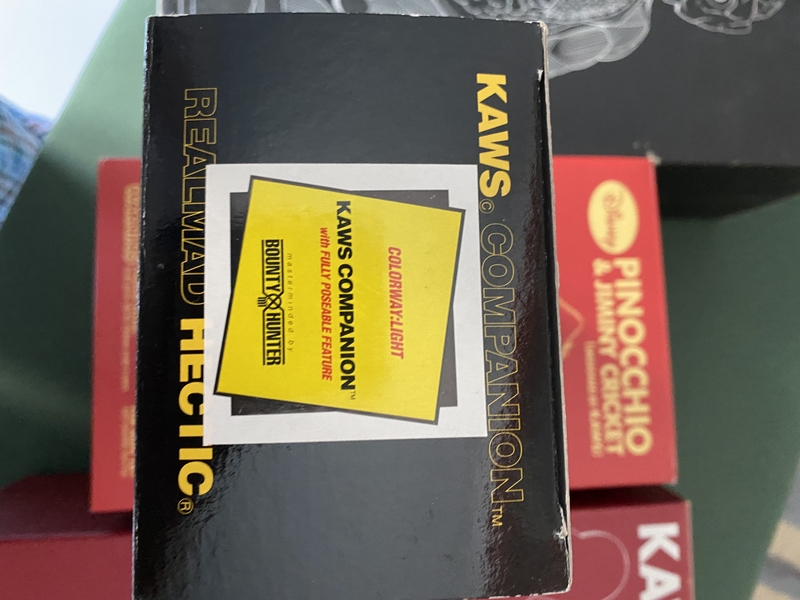 KAWS© COMPANION™
COLORWAY:LIGHT
KAWS COMPANION™
with FULLY POSEABLE FEATURE
masterminded by
BOUNTY HUNTER
REALMAD HECTIC®
Disney
PINOCCHIO
& JIMINY CRICKET
KA